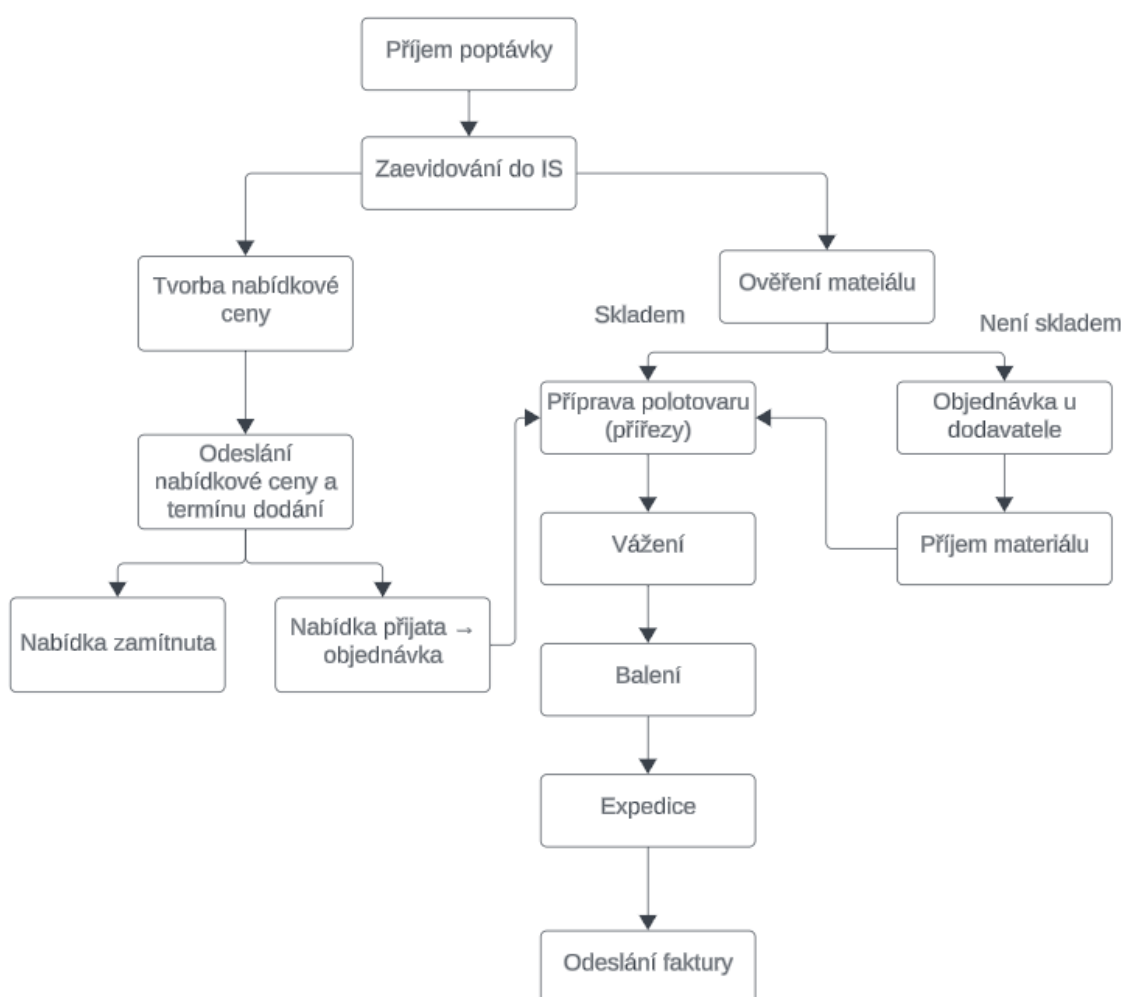 Příjem poptávky
Zaevidování do IS
Tvorba nabídkové
ceny
Ověření mateiálu
Skladem
Není skladem
Příprava polotovaru
(přířezy)
Objednávka u
dodavatele
Odeslání
nabídkové ceny a
termínu dodání
Vážení
Příjem materiálu
Nabídka zamítnuta
Nabídka přijata →
objednávka
Balení
Expedice
Odeslání faktury